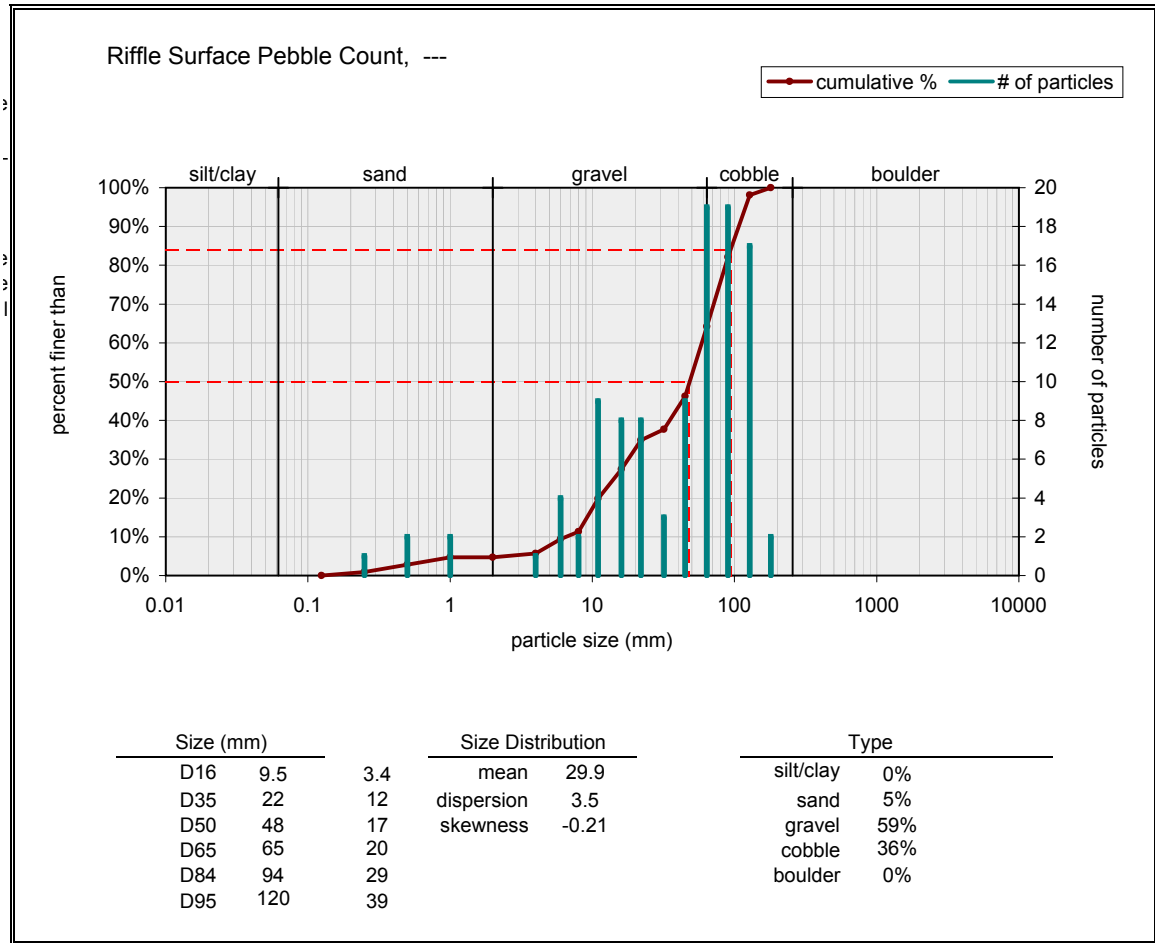 Riffle Surface Pebble Count, ---
cumulative % # of particles
silt/clay sand gravel cobble boulder
100% 20
90% 18
80% 16
70% 14
60% 12
50% 10
40% 8
30% 6
20% 4
10% 2
0% 0
percent finer than
number of particles
0.01 0.1 1 10 100 1000 10000
particle size (mm)
Size (mm) Size Distribution Type
D16 9.5 3.4 mean 29.9 silt/clay 0%
D35 22 12 dispersion 3.5 sand 5%
D50 48 17 skewness -0.21 gravel 59%
D65 65 20 cobble 36%
D84 94 29 boulder 0%
D95 120 39